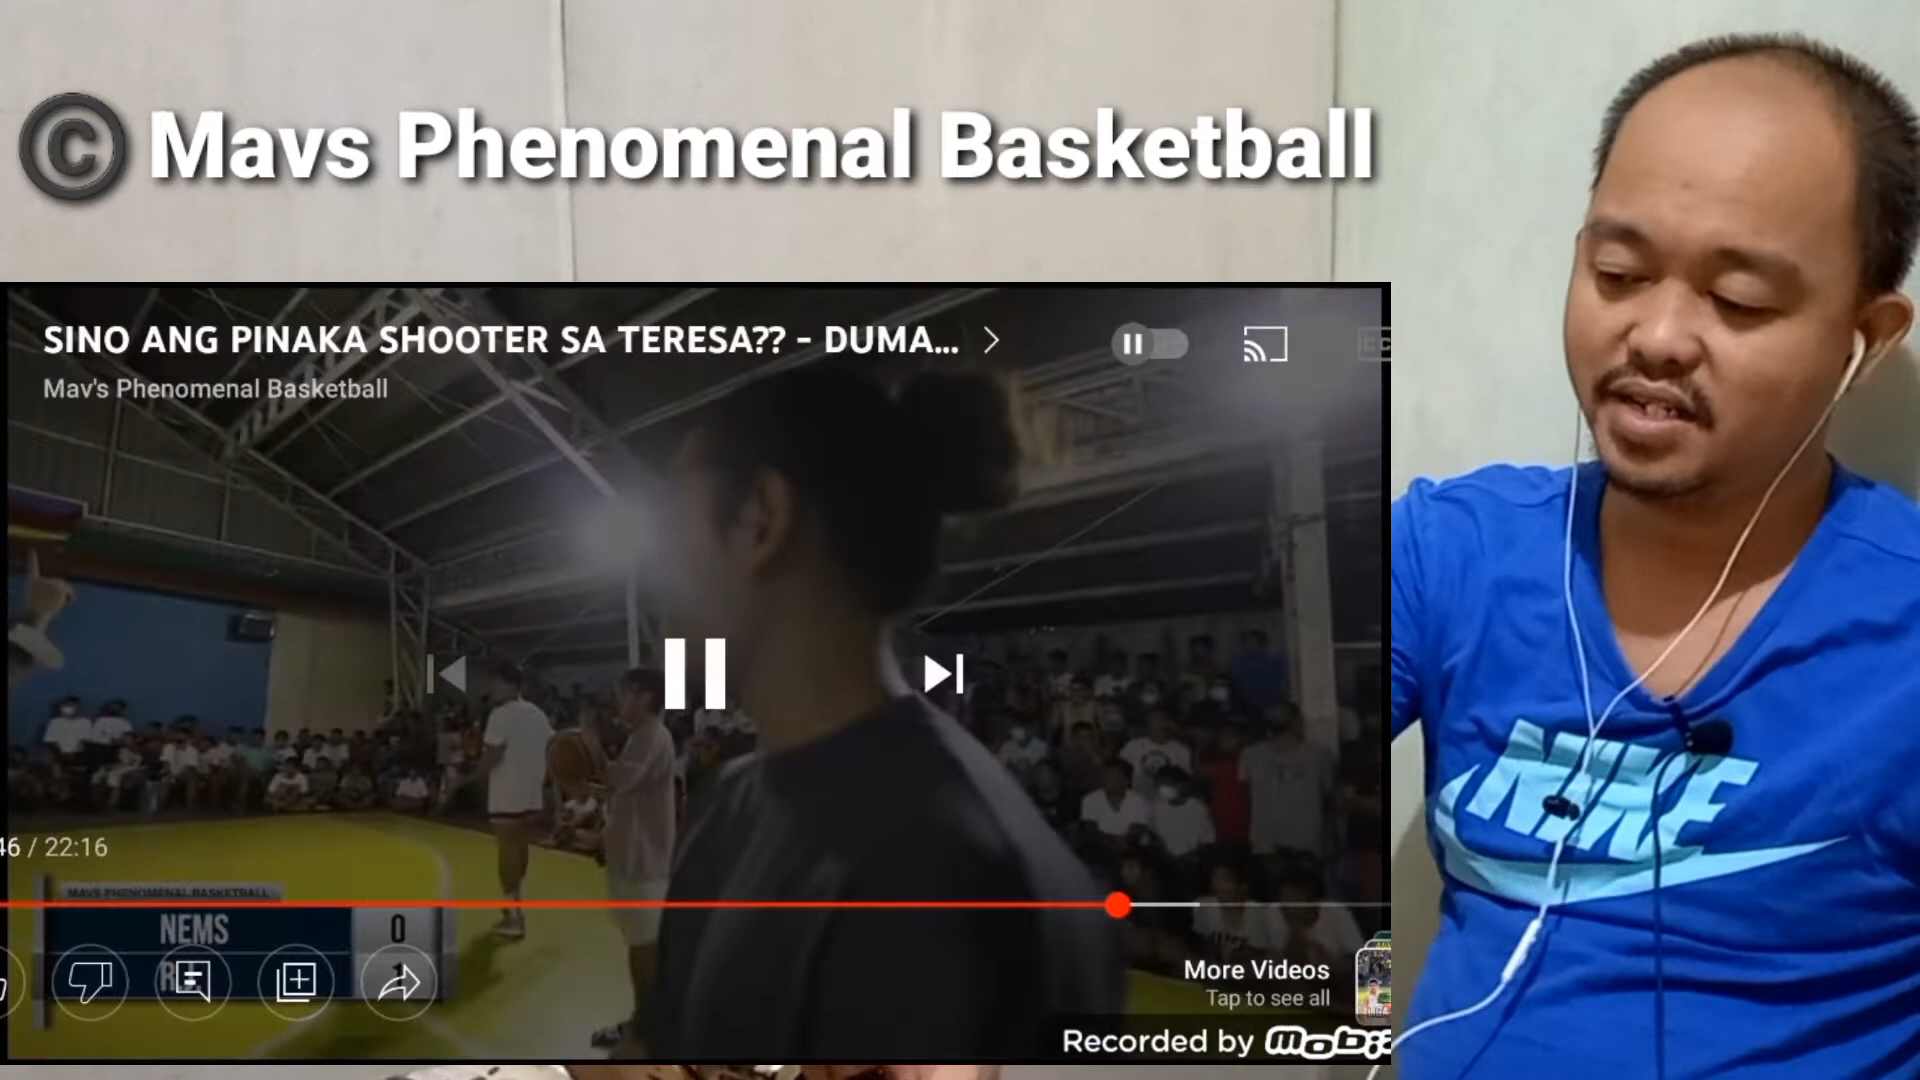 © Mavs Phenomenal Basketball
SINO ANG PINAKA SHOOTER SA TERESA?? - DUMA...
Mav's Phenomenal Basketball
CC
46 / 22:16
MAVS PHENOMENAL BASKETBALL
NEMS 0
More Videos
Tap to see all
Recorded by
NIKE